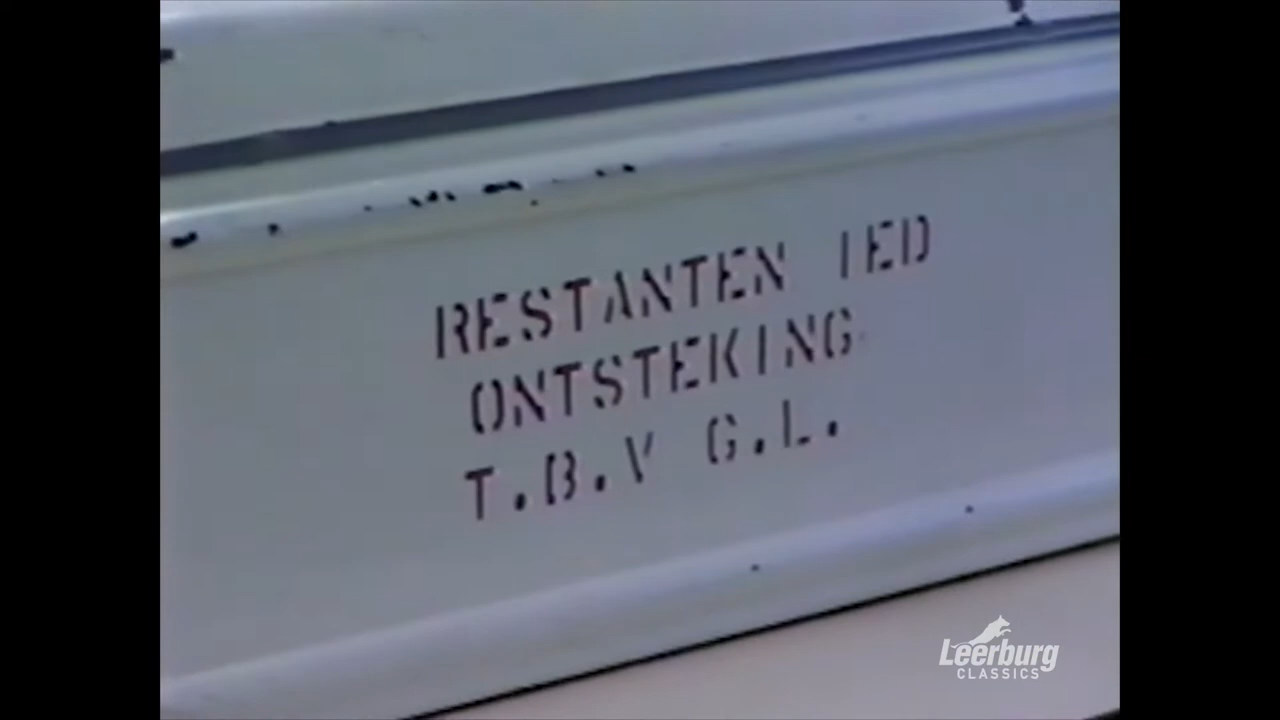 RESTANTEN IED
ONTSTEKING
T.B.V G.L.
Leerburg
CLASSICS